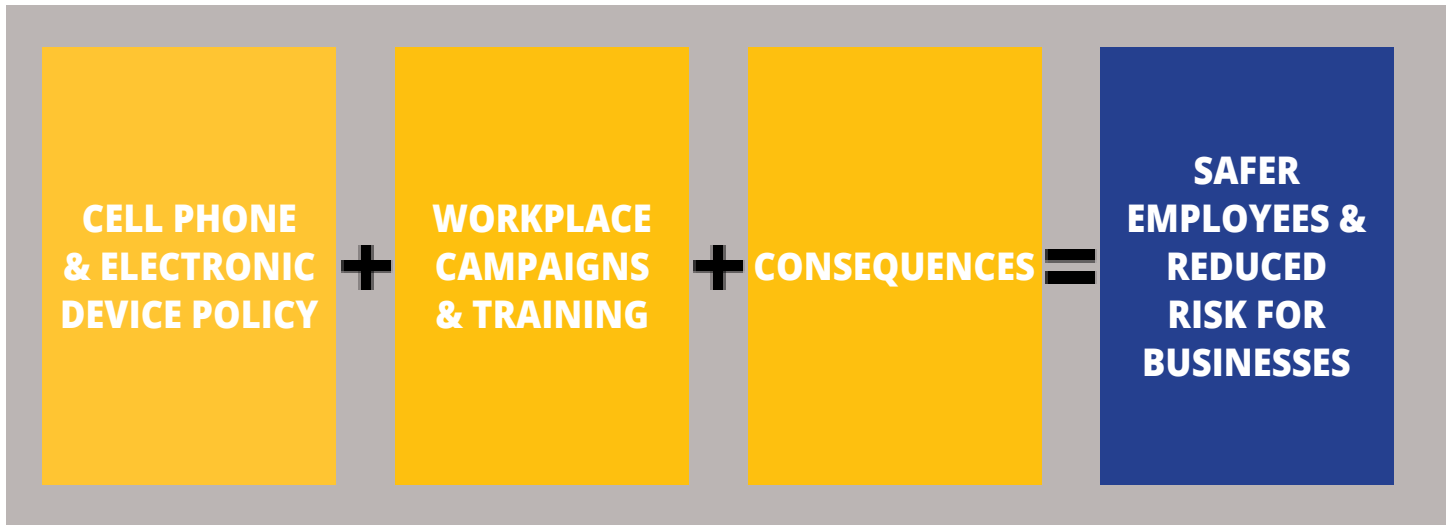 CELL PHONE
& ELECTRONIC
DEVICE POLICY
+
WORKPLACE
CAMPAIGNS
& TRAINING
+
CONSEQUENCES
=
SAFER
EMPLOYEES &
REDUCED
RISK FOR
BUSINESSES